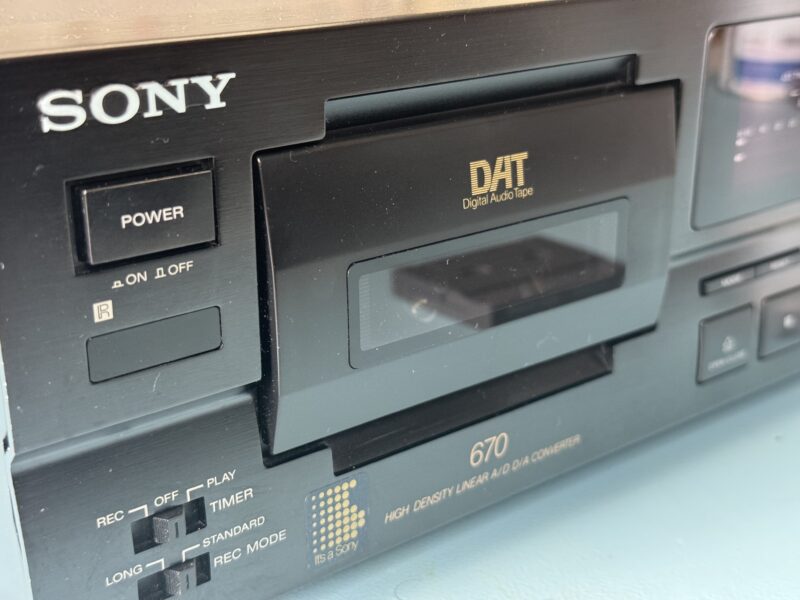 SONY
DAT
Digital Audio Tape
POWER
ON OFF
R
670
HIGH DENSITY LINEAR A/D D/A CONVERTER
REC OFF PLAY
TIMER
It's a Sony
LONG STANDARD
REC MODE